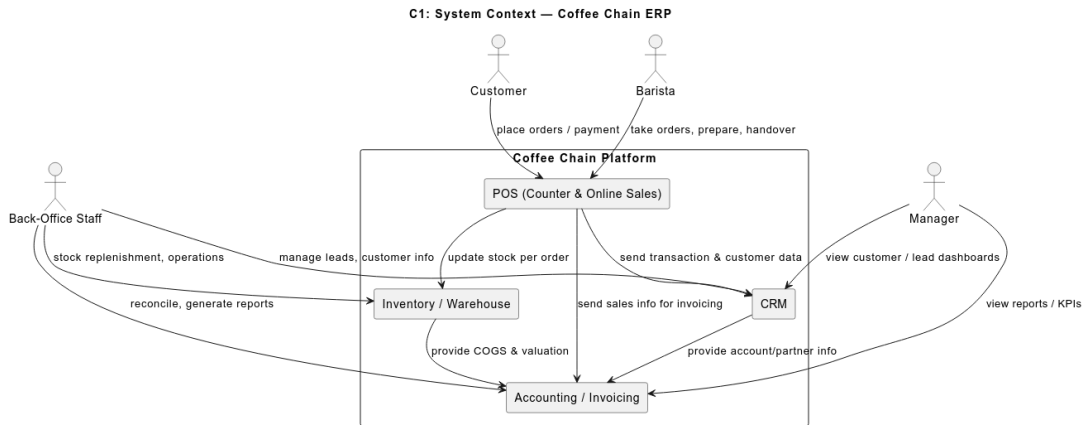 C1: System Context — Coffee Chain ERP
Customer
Barista
place orders / payment
take orders, prepare, handover
Coffee Chain Platform
POS (Counter & Online Sales)
Back-Office Staff
Manager
stock replenishment, operations
manage leads, customer info
update stock per order
send transaction & customer data
view customer / lead dashboards
reconcile, generate reports
Inventory / Warehouse
send sales info for invoicing
CRM
view reports / KPIs
provide COGS & valuation
provide account/partner info
Accounting / Invoicing